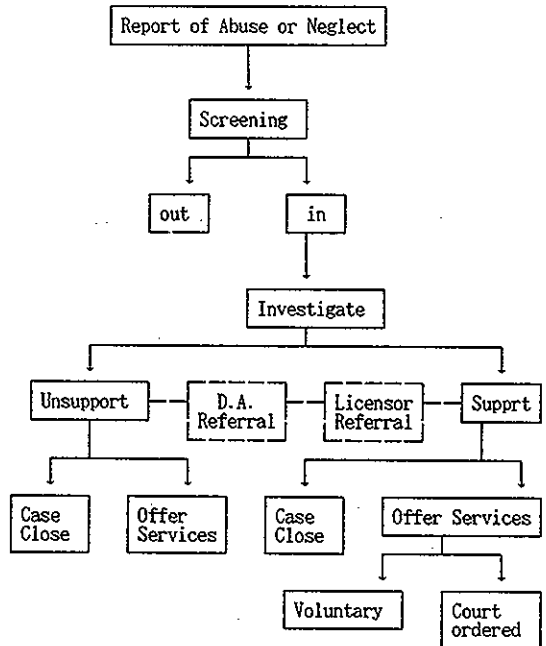 Report of Abuse or Neglect
Screening
out
in
Investigate
Unsupport
D.A.
Referral
Licensor
Referral
Supprt
Case
Close
Offer
Services
Case
Close
Offer Services
Voluntary
Court
ordered